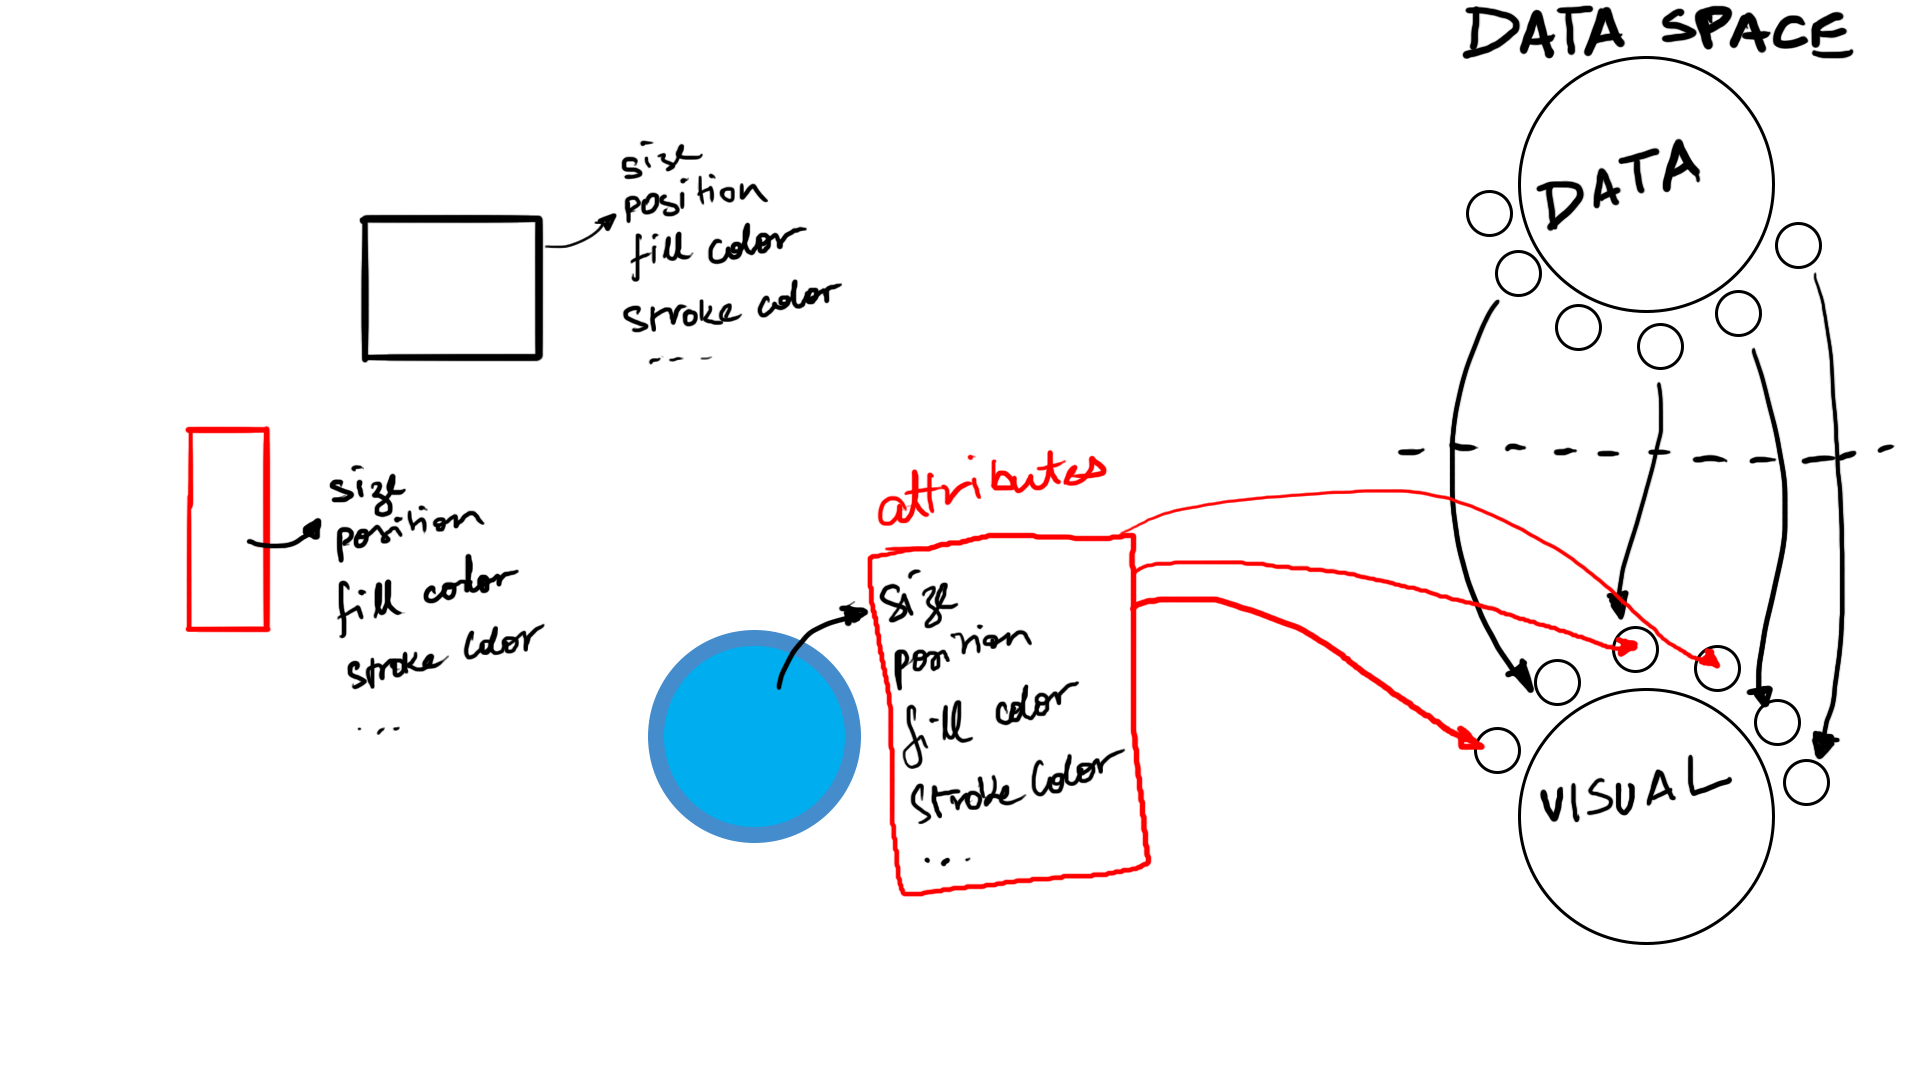 DATA SPACE
DATA
size
position
fill color
stroke color
----
size
position
fill color
stroke color
...
attributes
size
position
fill color
stroke color
...
VISUAL